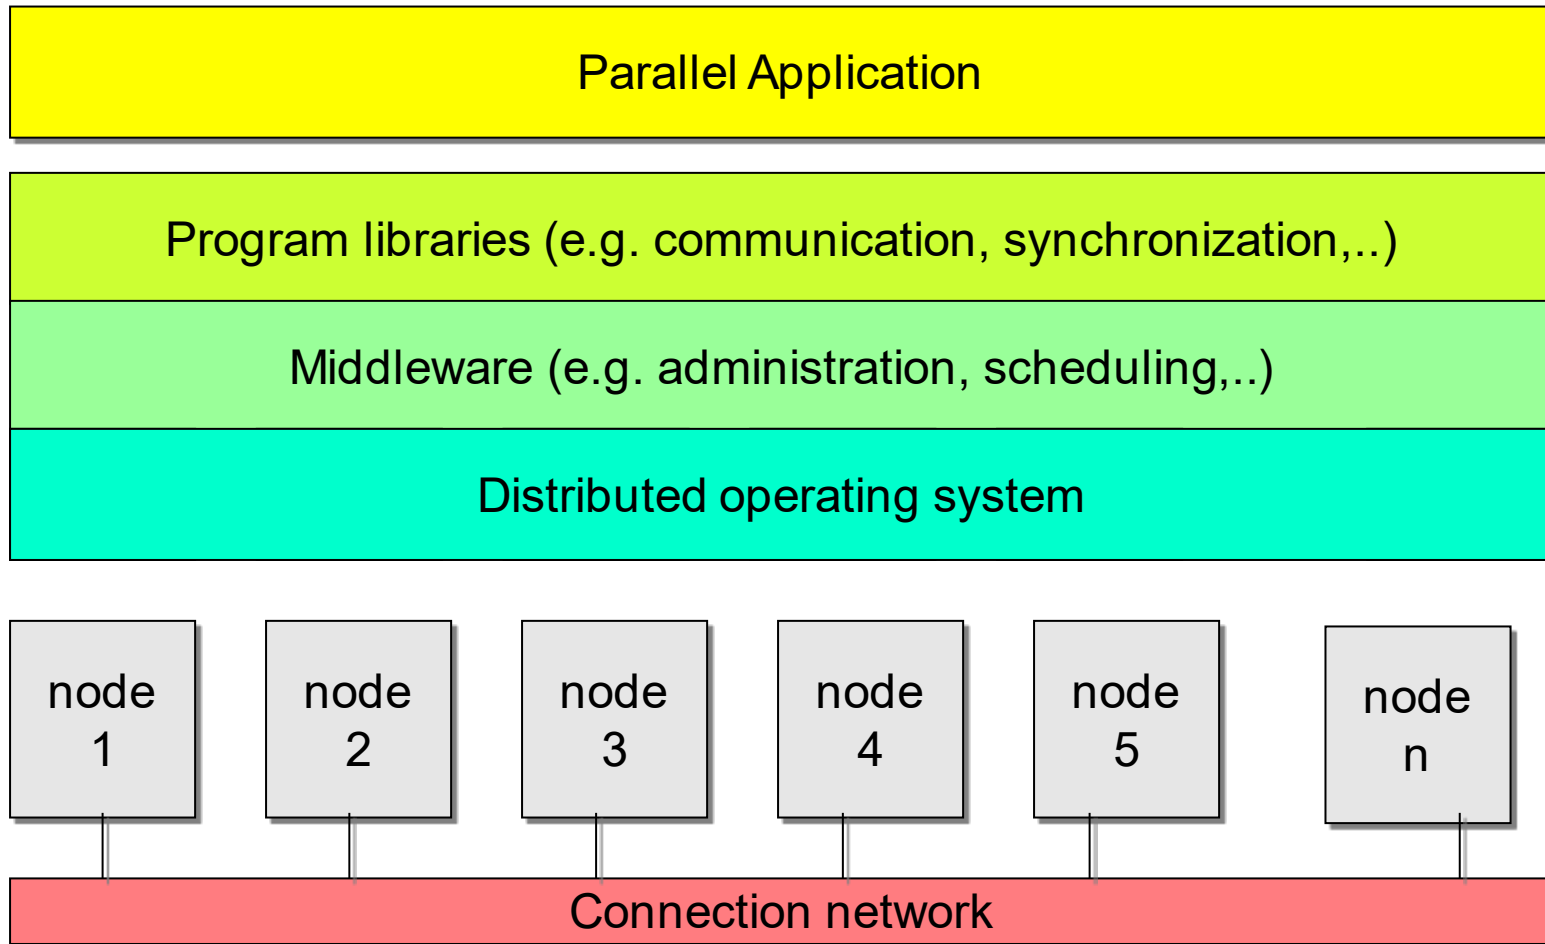 Parallel Application
Program libraries (e.g. communication, synchronization,..)
Middleware (e.g. administration, scheduling,..)
Distributed operating system
node
1
node
2
node
3
node
4
node
5
node
n
Connection network